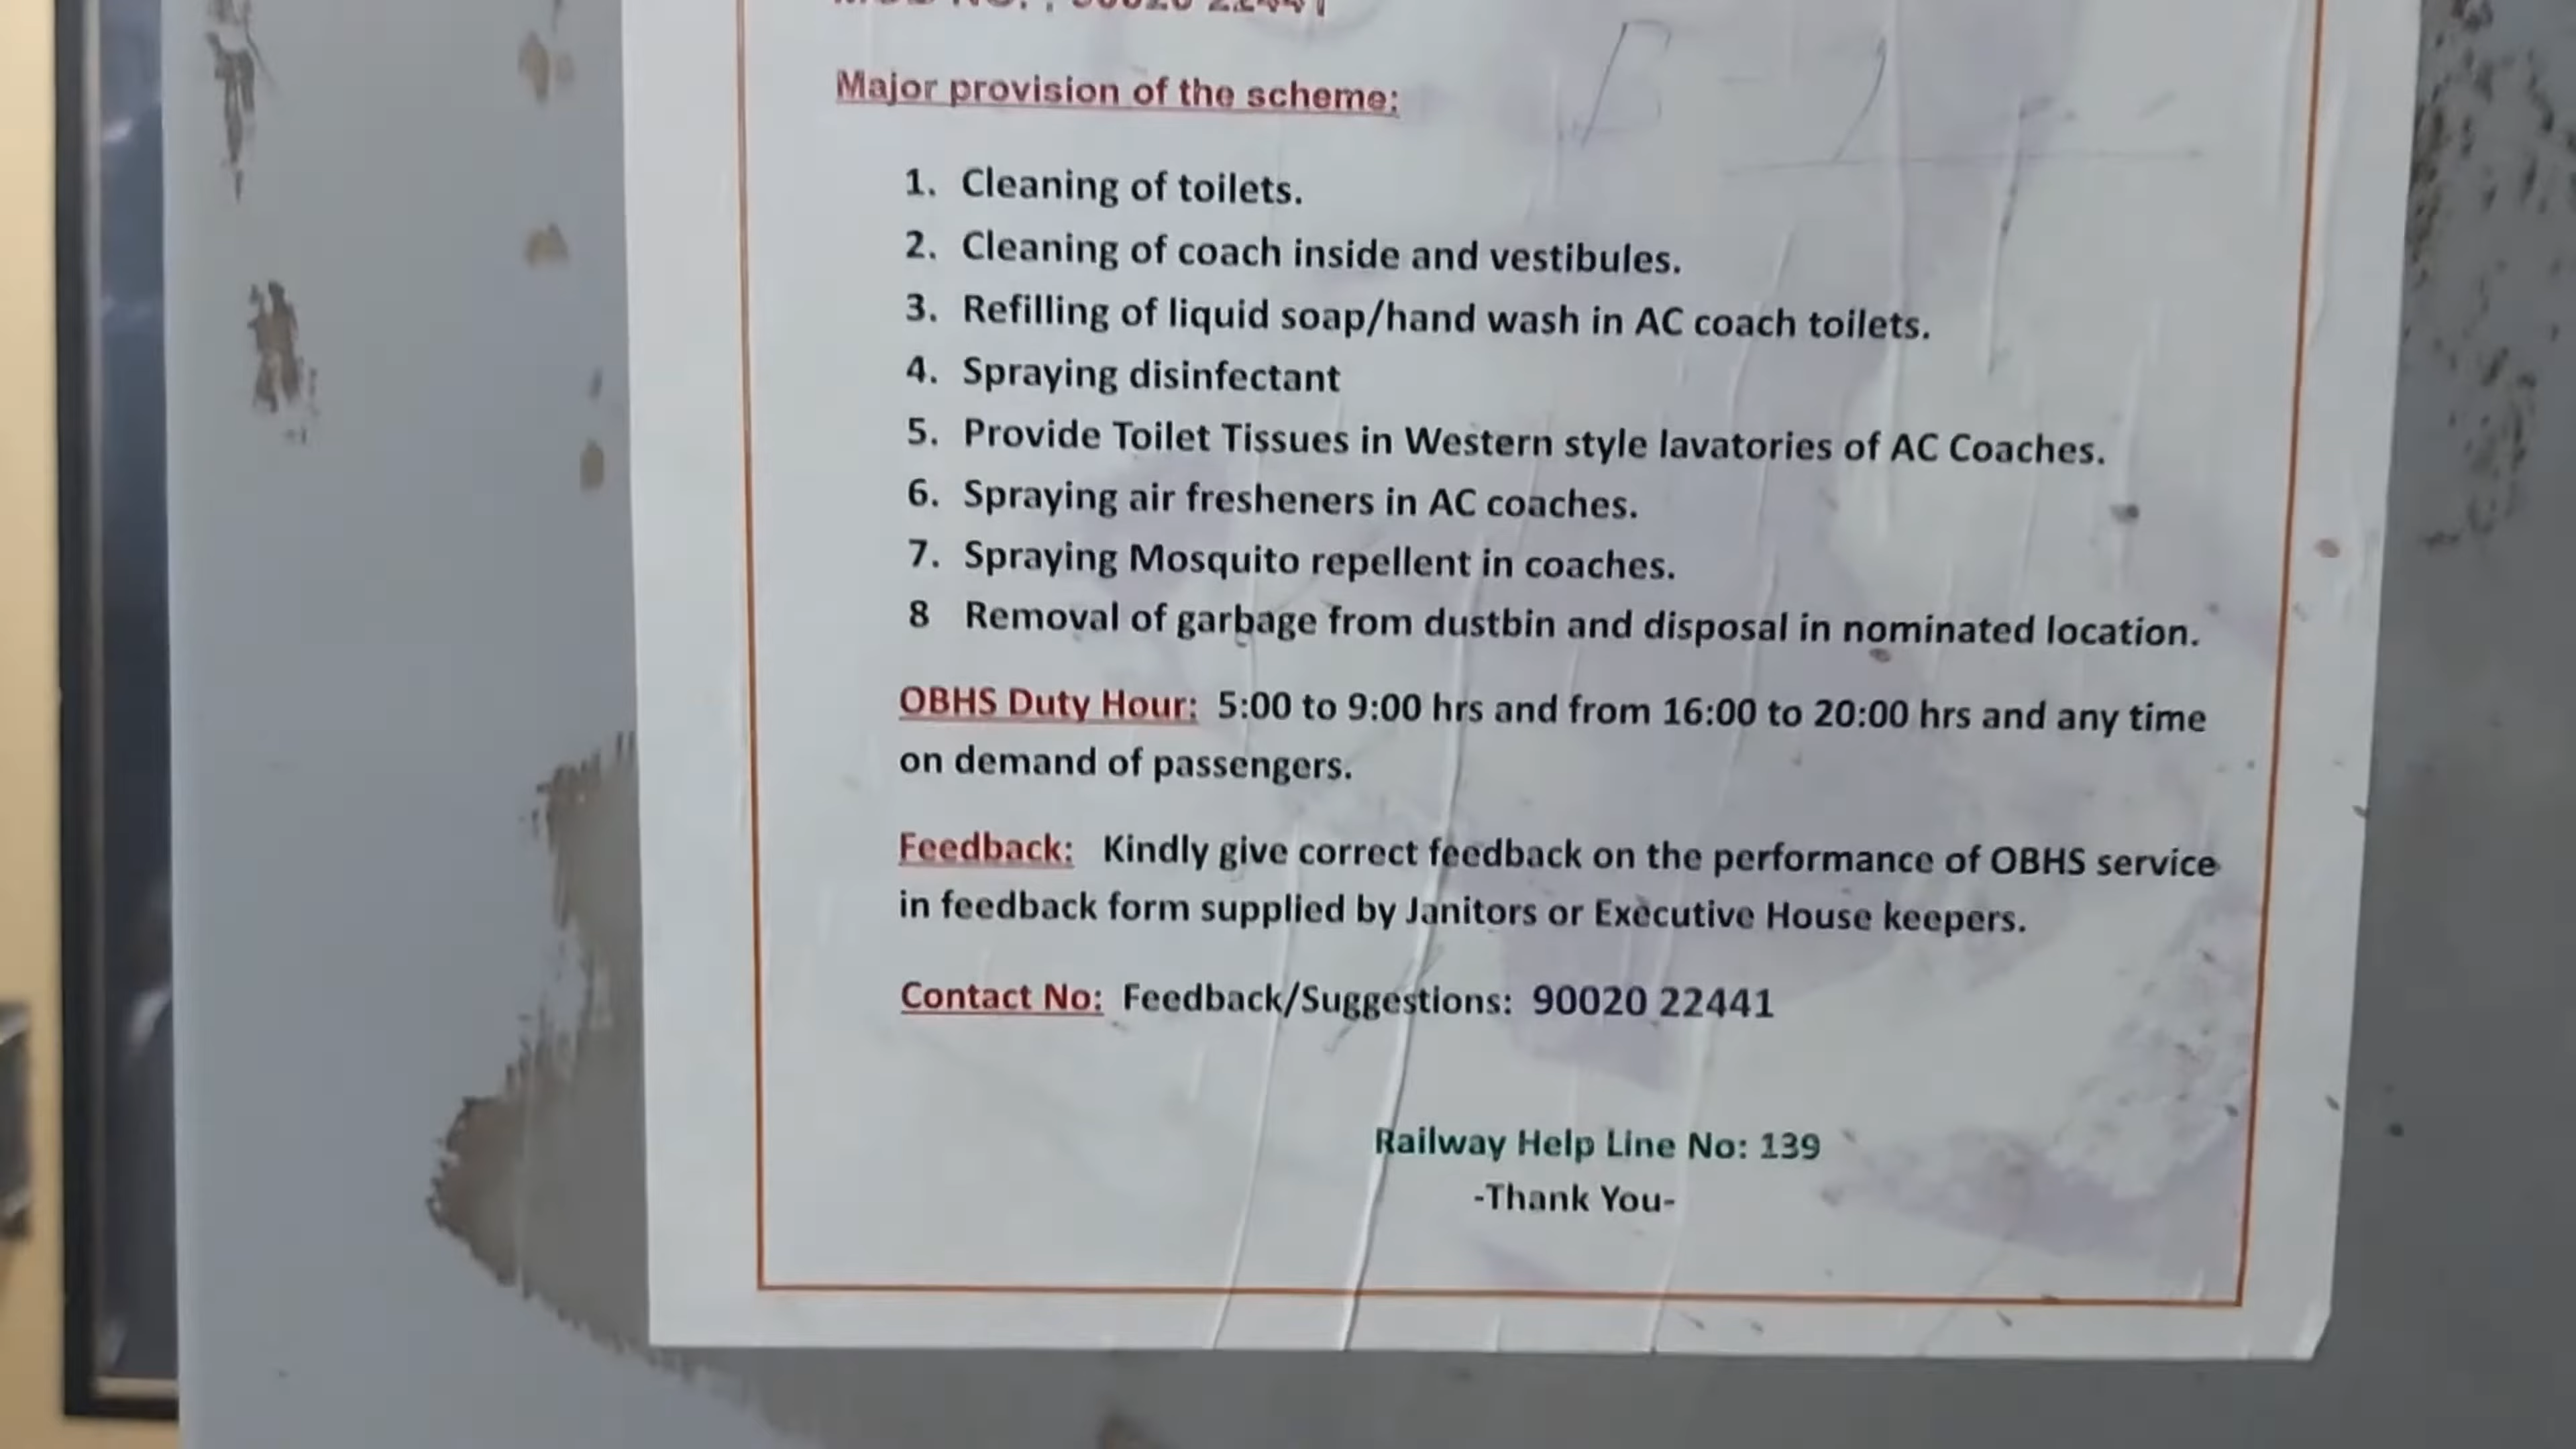 90020 22441
Major provision of the scheme:
1. Cleaning of toilets.
2. Cleaning of coach inside and vestibules.
3. Refilling of liquid soap/hand wash in AC coach toilets.
4. Spraying disinfectant
5. Provide Toilet Tissues in Western style lavatories of AC Coaches.
6. Spraying air fresheners in AC coaches.
7. Spraying Mosquito repellent in coaches.
8 Removal of garbage from dustbin and disposal in nominated location.
OBHS Duty Hour: 5:00 to 9:00 hrs and from 16:00 to 20:00 hrs and any time
on demand of passengers.
Feedback: Kindly give correct feedback on the performance of OBHS service
in feedback form supplied by Janitors or Executive House keepers.
Contact No: Feedback/Suggestions: 90020 22441
Railway Help Line No: 139
-Thank You-